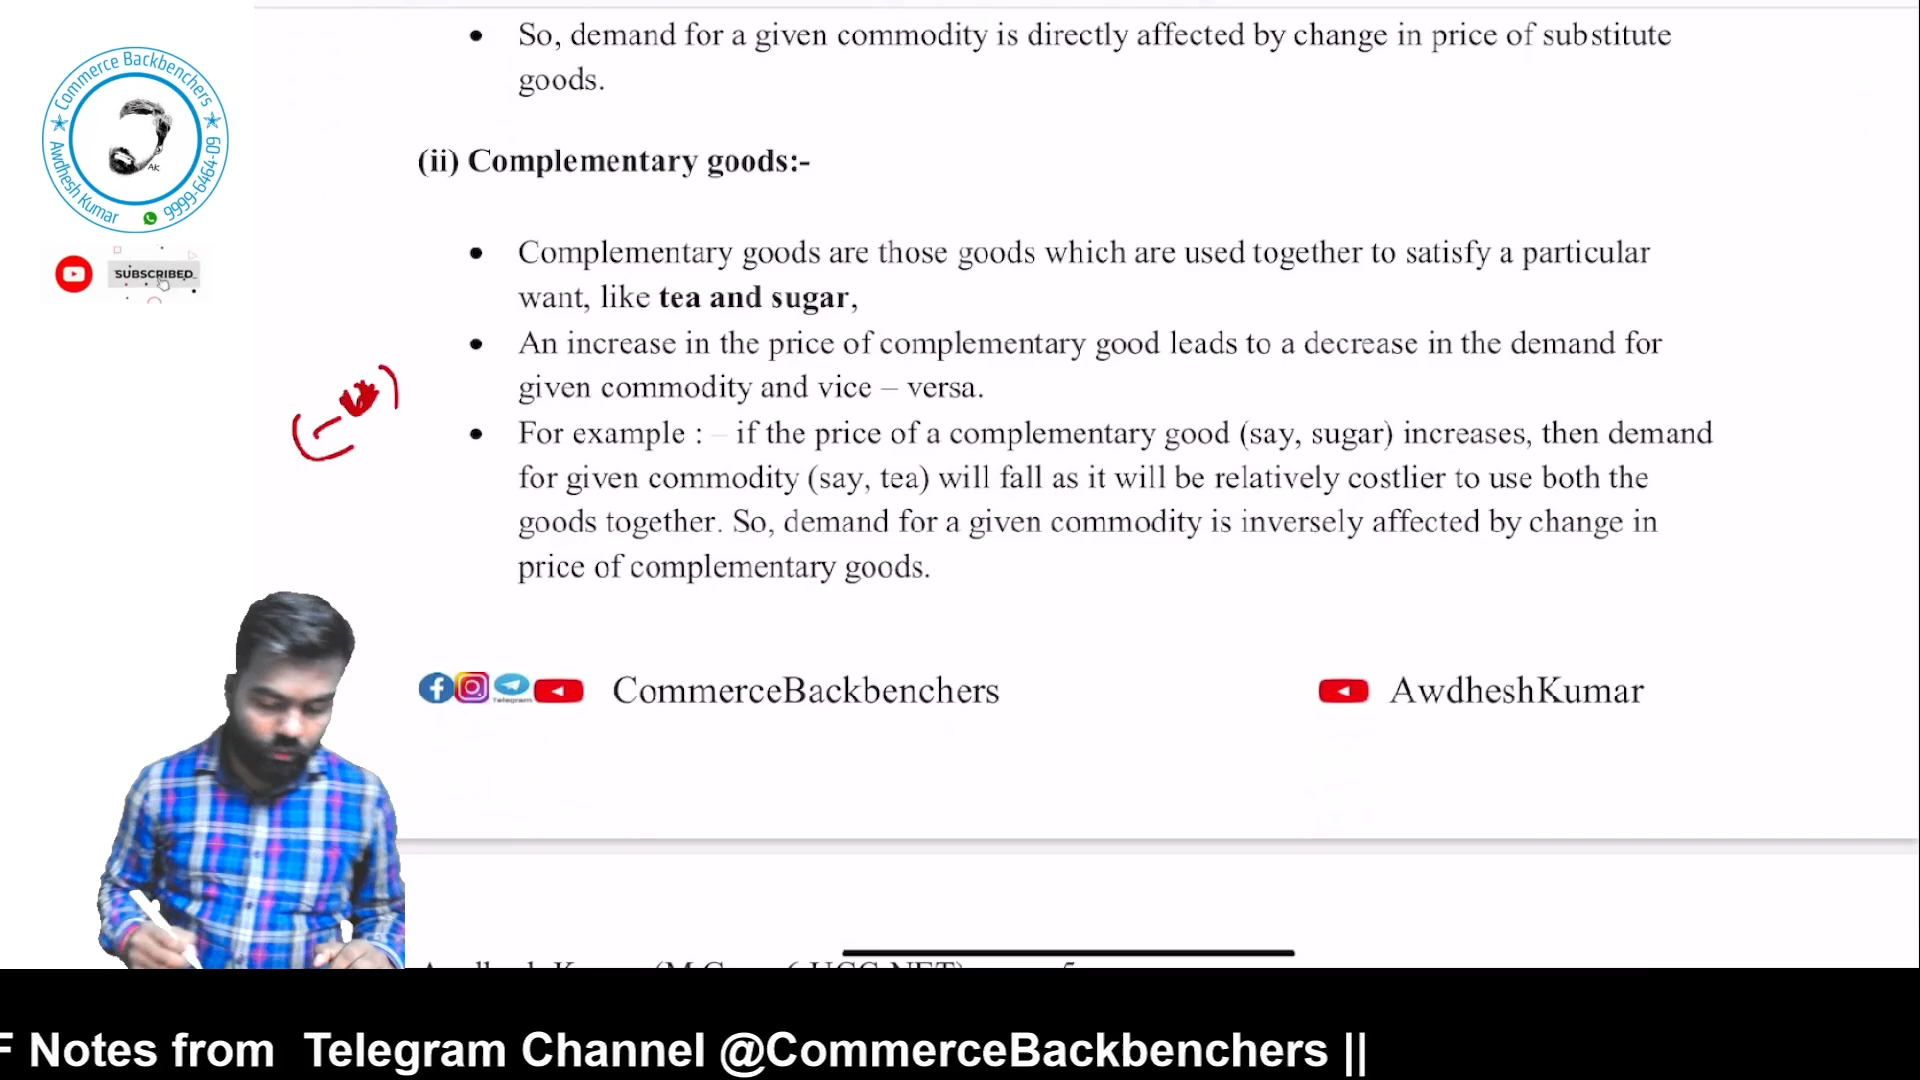 Commerce Backbenchers
Awdhesh Kumar
9999-6464-09
AK
SUBSCRIBED
• So, demand for a given commodity is directly affected by change in price of substitute
goods.
(ii) Complementary goods:-
• Complementary goods are those goods which are used together to satisfy a particular
want, like tea and sugar,
• An increase in the price of complementary good leads to a decrease in the demand for
given commodity and vice – versa.
• For example : – if the price of a complementary good (say, sugar) increases, then demand
for given commodity (say, tea) will fall as it will be relatively costlier to use both the
goods together. So, demand for a given commodity is inversely affected by change in
price of complementary goods.
Telegram
CommerceBackbenchers
AwdheshKumar
F Notes from Telegram Channel @CommerceBackbenchers ||